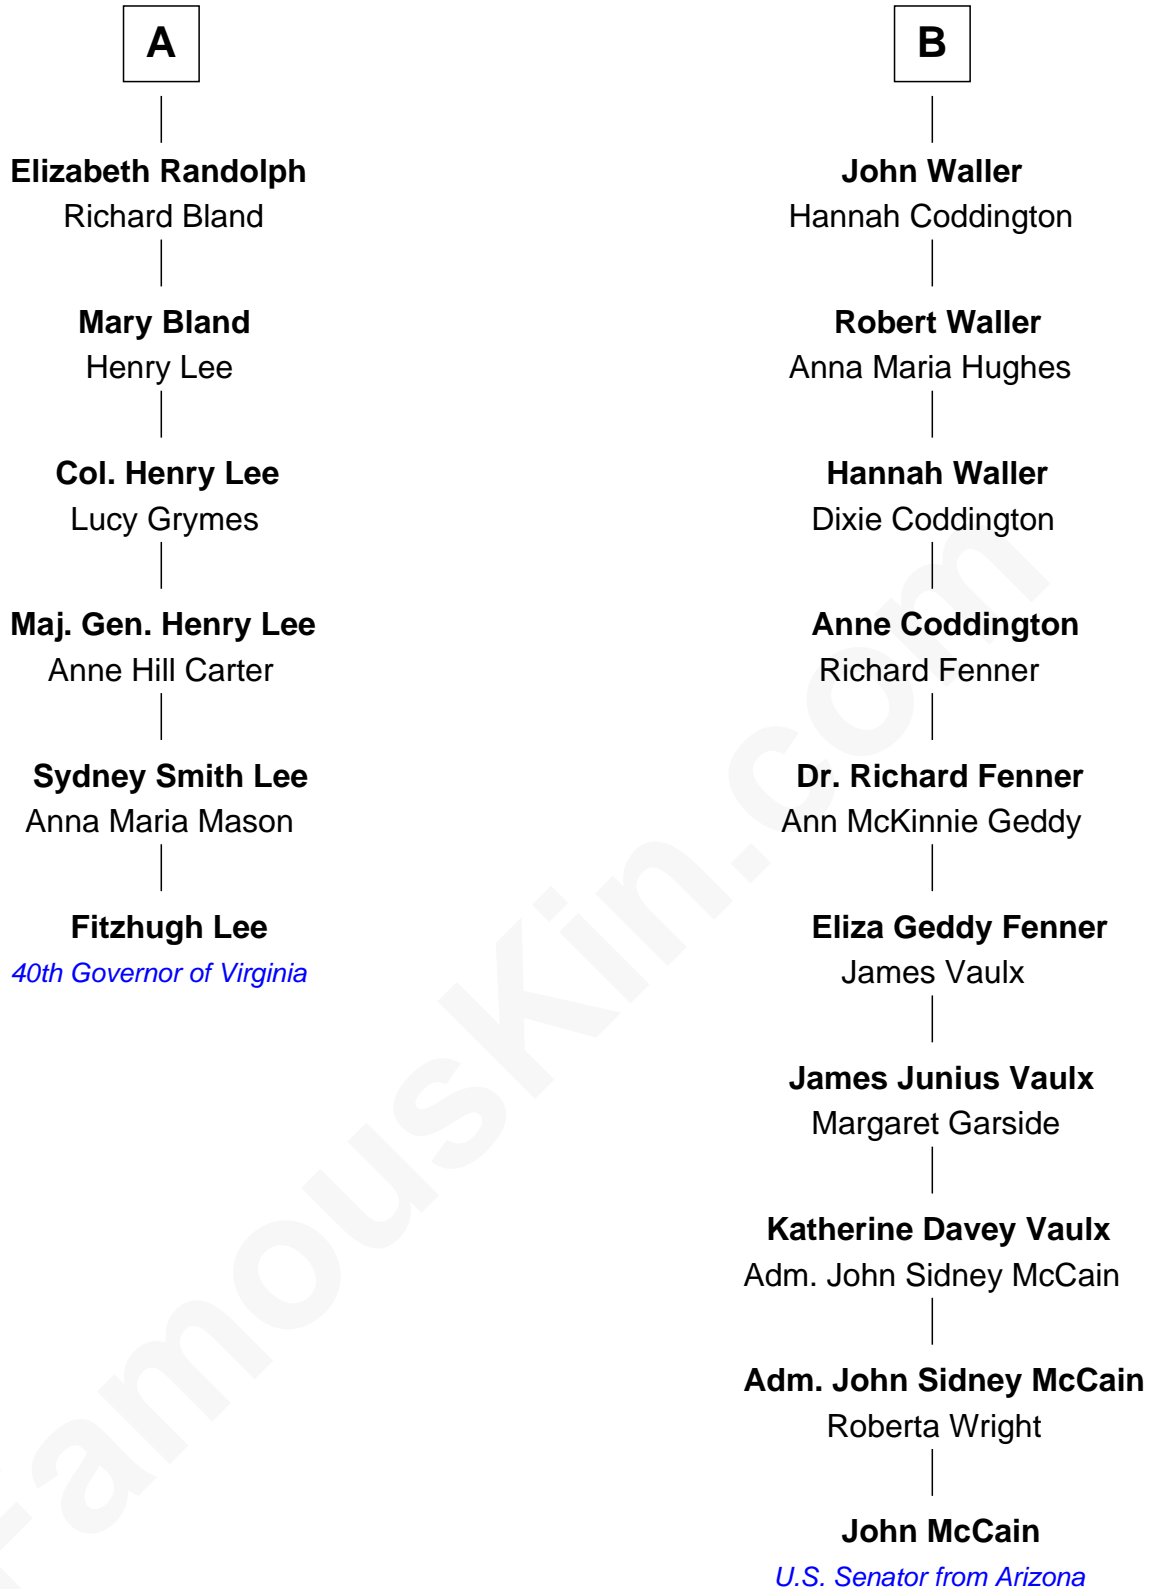 A
Elizabeth Randolph
Richard Bland
Mary Bland
Henry Lee
Col. Henry Lee
Lucy Grymes
Maj. Gen. Henry Lee
Anne Hill Carter
Sydney Smith Lee
Anna Maria Mason
Fitzhugh Lee
40th Governor of Virginia
B
John Waller
Hannah Coddington
Robert Waller
Anna Maria Hughes
Hannah Waller
Dixie Coddington
Anne Coddington
Richard Fenner
Dr. Richard Fenner
Ann McKinnie Geddy
Eliza Geddy Fenner
James Vaulx
James Junius Vaulx
Margaret Garside
Katherine Davey Vaulx
Adm. John Sidney McCain
Adm. John Sidney McCain
Roberta Wright
John McCain
U.S. Senator from Arizona
FamousKin.com